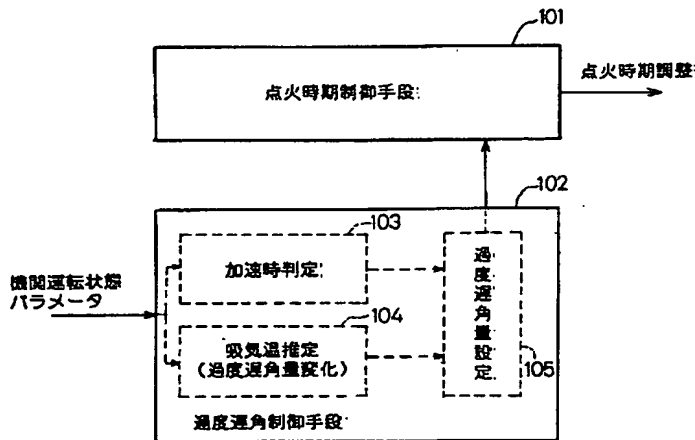 101
点火時期制御手段
点火時期調整
102
103
加速時判定
機関運転状態
パラメータ
104
吸気温推定
(過度遅角量変化)
過度遅角量設定
105
過度遅角制御手段